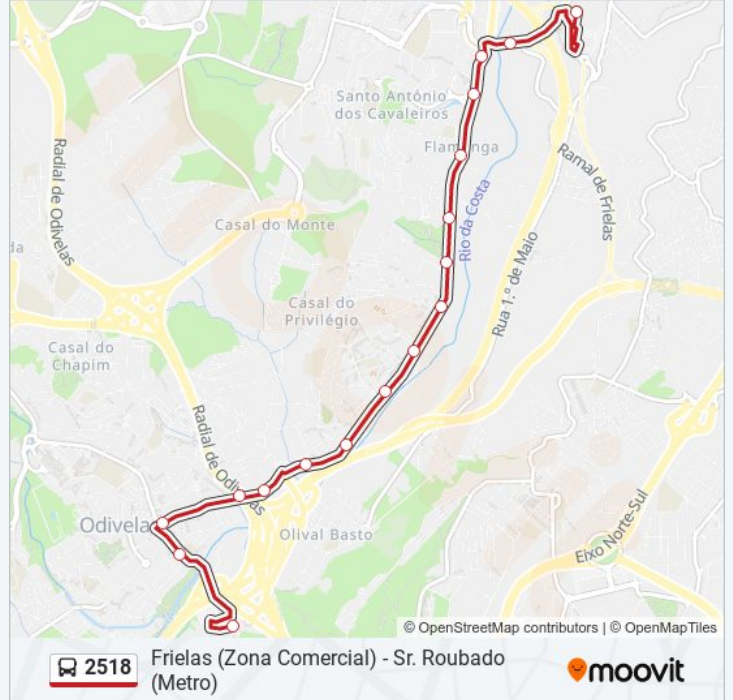 Santo António
dos Cavaleiros
Flamenga
Radial de Odivelas
Ramal de Frielas
Rio da Costa
Casal do Monte
da
Rua 1.º de Maio
Casal do
Privilégio
Casal do
Chapim
Radial de Odivelas
Odivela
Olival Basto
Eixo Norte-Sul
© OpenStreetMap contributors | © OpenMapTiles
2518
Frielas (Zona Comercial) - Sr. Roubado
(Metro)
moovit